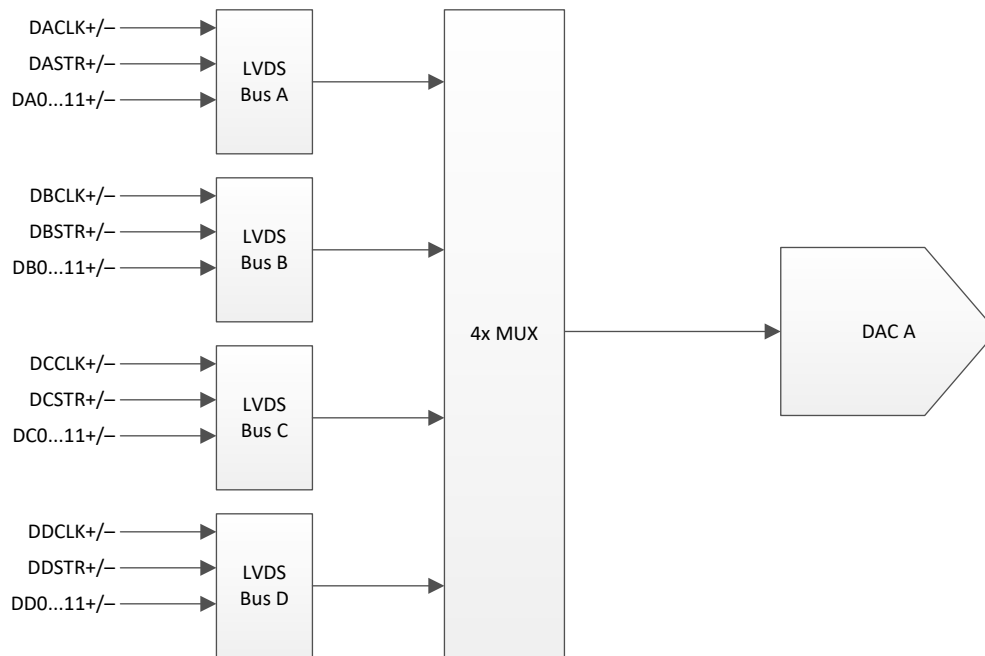 DACLK+/–
DASTR+/–
DA0...11+/–
LVDS
Bus A
DBCLK+/–
DBSTR+/–
DB0...11+/–
LVDS
Bus B
4x MUX
DAC A
DCCLK+/–
DCSTR+/–
DC0...11+/–
LVDS
Bus C
DDCLK+/–
DDSTR+/–
DD0...11+/–
LVDS
Bus D